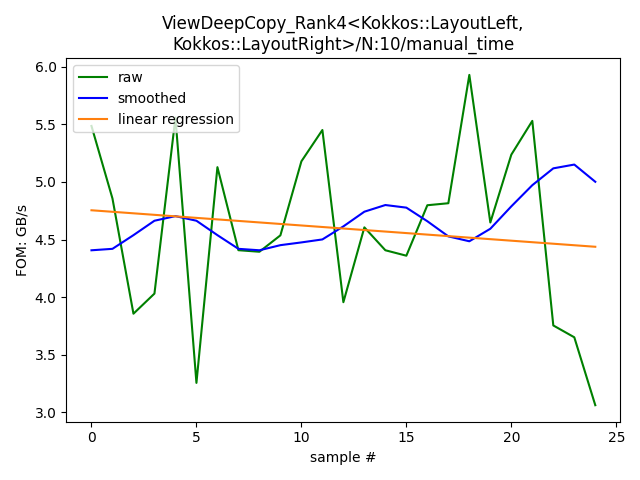 ViewDeepCopy_Rank4<Kokkos::LayoutLeft,
Kokkos::LayoutRight>/N:10/manual_time
raw
smoothed
linear regression
FOM: GB/s
6.0
5.5
5.0
4.5
4.0
3.5
3.0
0 5 10 15 20 25
sample #